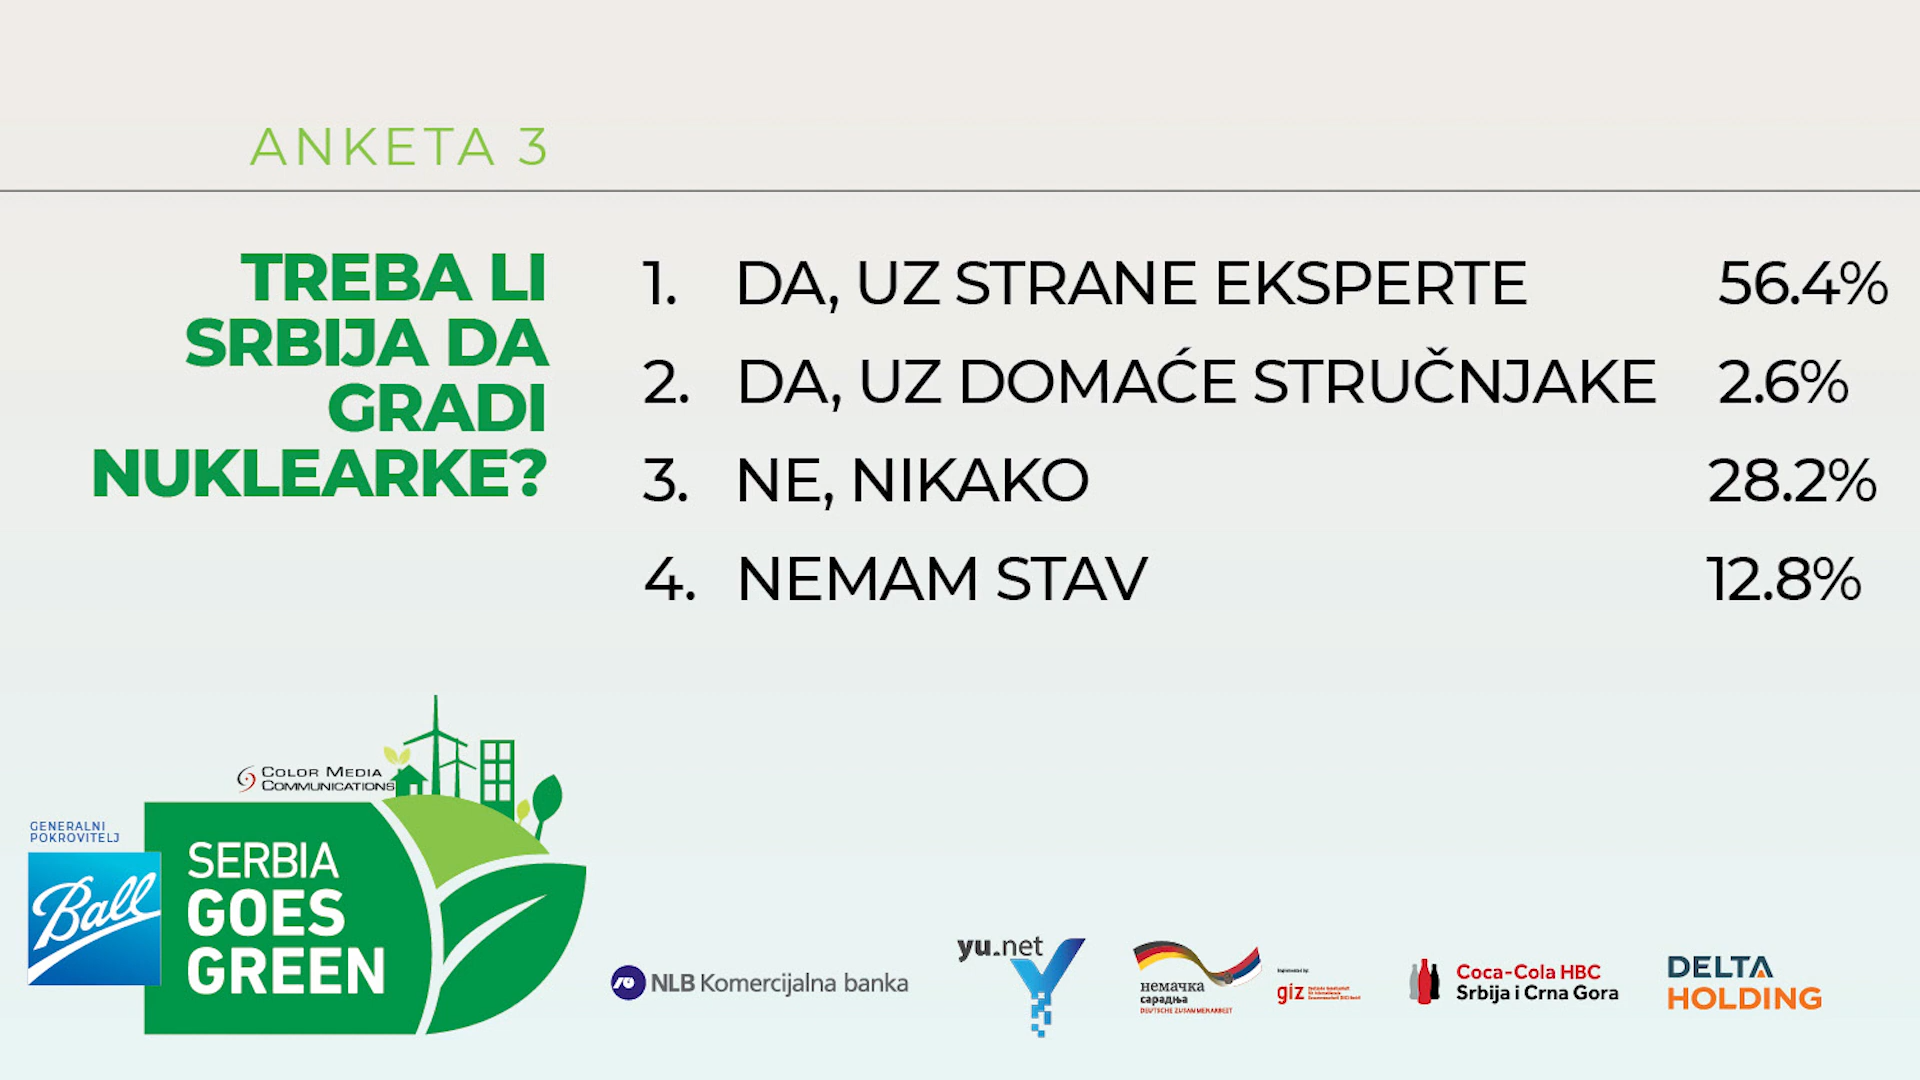 ANKETA 3
TREBA LI
SRBIJA DA
GRADI
NUKLEARKE?
1. DA, UZ STRANE EKSPERTE 56.4%
2. DA, UZ DOMAĆE STRUČNJAKE 2.6%
3. NE, NIKAKO 28.2%
4. NEMAM STAV 12.8%
COLOR MEDIA
COMMUNICATIONS
GENERALNI
POKROVITELJ
Ball
SERBIA
GOES
GREEN
NLB Komercijalna banka
yu.net
немачка
сарадња
DEUTSCHE ZUSAMMENARBEIT
Implemented by:
giz
Coca-Cola HBC
Srbija i Crna Gora
DELTA
HOLDING